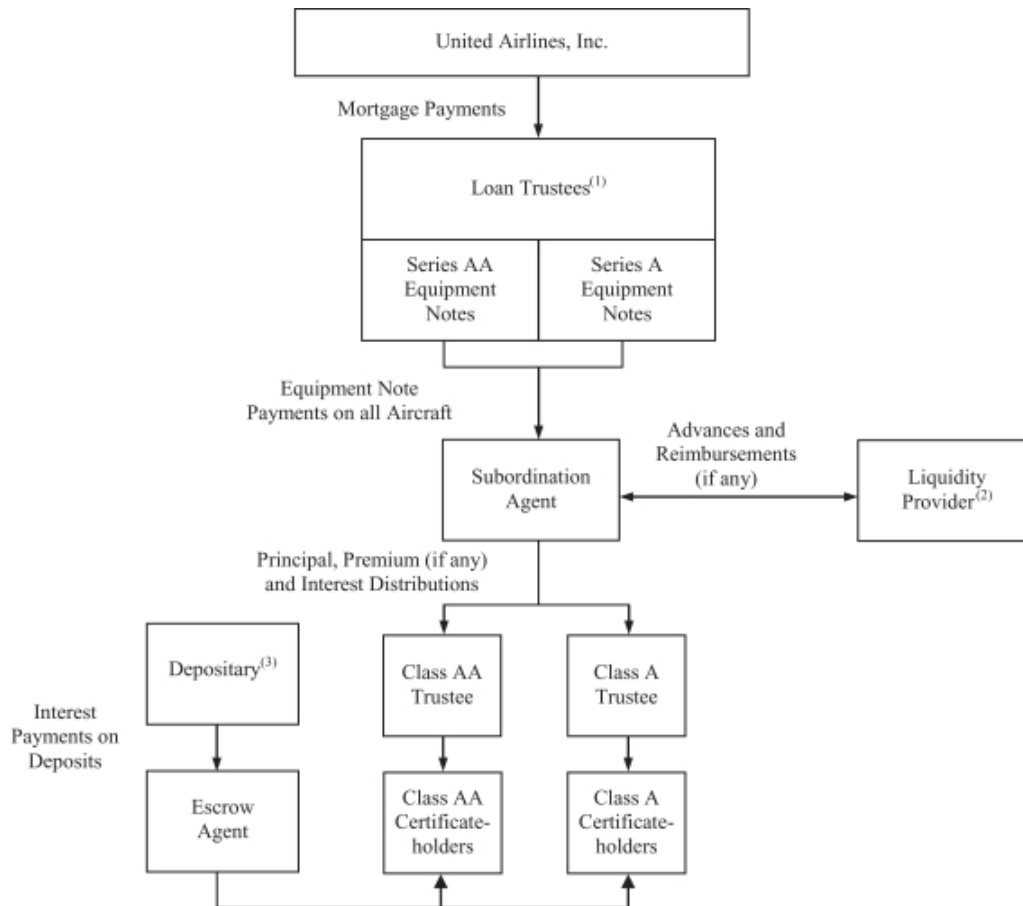 United Airlines, Inc.
Mortgage Payments
Loan Trustees(1)
Series AA
Equipment
Notes
Series A
Equipment
Notes
Equipment Note
Payments on all Aircraft
Advances and
Reimbursements
(if any)
Subordination
Agent
Liquidity
Provider(2)
Principal, Premium (if any)
and Interest Distributions
Depositary(3)
Class AA
Trustee
Class A
Trustee
Interest
Payments on
Deposits
Escrow
Agent
Class AA
Certificate-
holders
Class A
Certificate-
holders